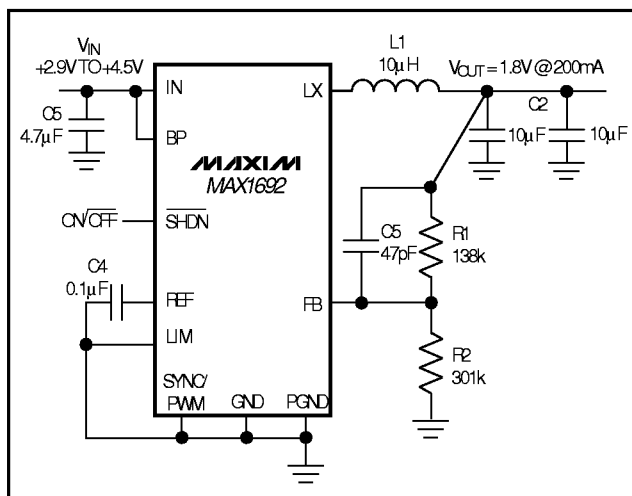 VIN
+2.9V TO +4.5V
C5
4.7µF
IN
BP
ON/OFF
SHDN
C4
0.1µF
REF
LIM
SYNC/
PWM
GND
PGND
MAXIM
MAX1692
LX
FB
L1
10µH
VOUT = 1.8V @ 200mA
C2
10µF
10µF
C5
47pF
R1
138k
R2
301k